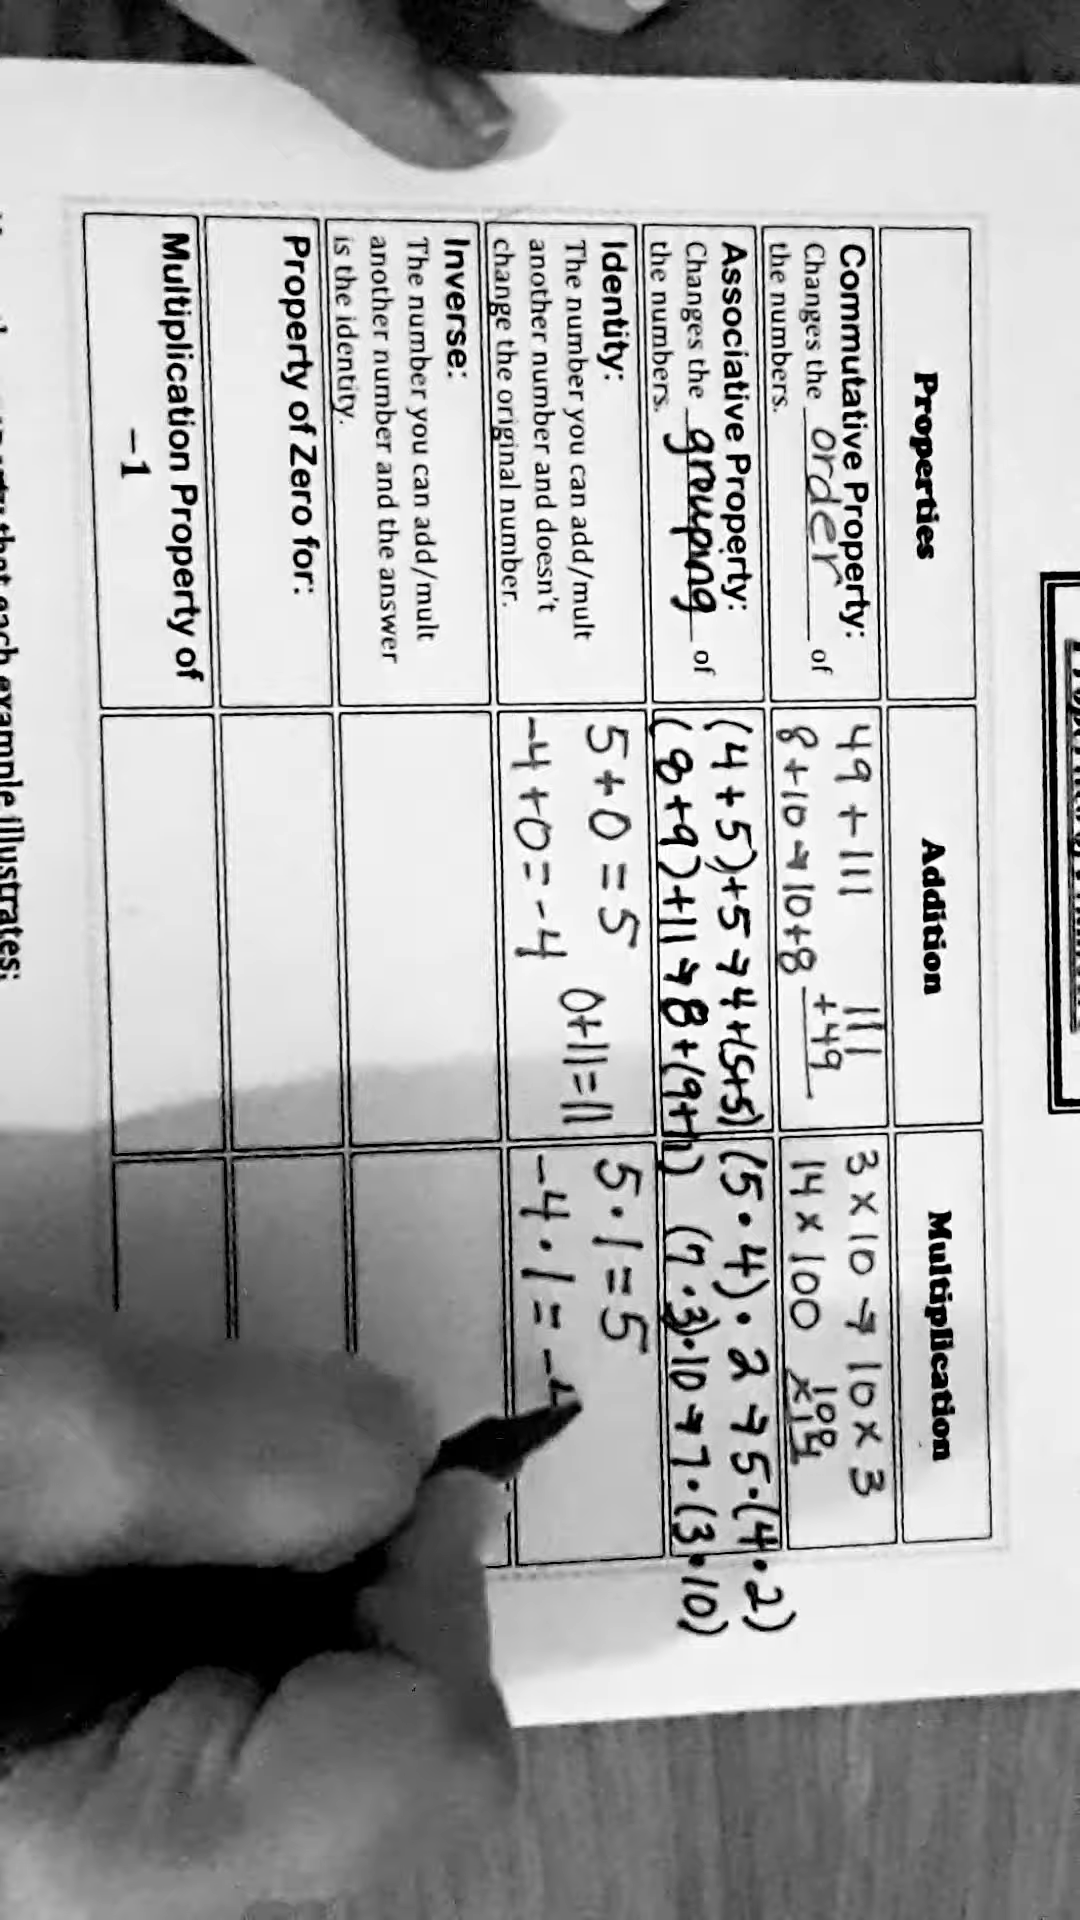 Properties
Addition
Multiplication
Commutative Property:
Changes the order of
the numbers.
49 + 111
111
+49
8+10→10+8
3 x 10 → 10 x 3
14 x 100
100
x14
Associative Property:
Changes the grouping of
the numbers.
(4+5)+5→4+(5+5)
(8+9)+11→8+(9+11)
(5·4)·2→5·(4·2)
(7·3)·10→7·(3·10)
Identity:
The number you can add/mult
another number and doesn't
change the original number.
5+0=5
0+11=11
-4+0=-4
5·1=5
-4·1=-4
Inverse:
The number you can add/mult
another number and the answer
is the identity.
Property of Zero for:
Multiplication Property of
-1
that each example illustrates: